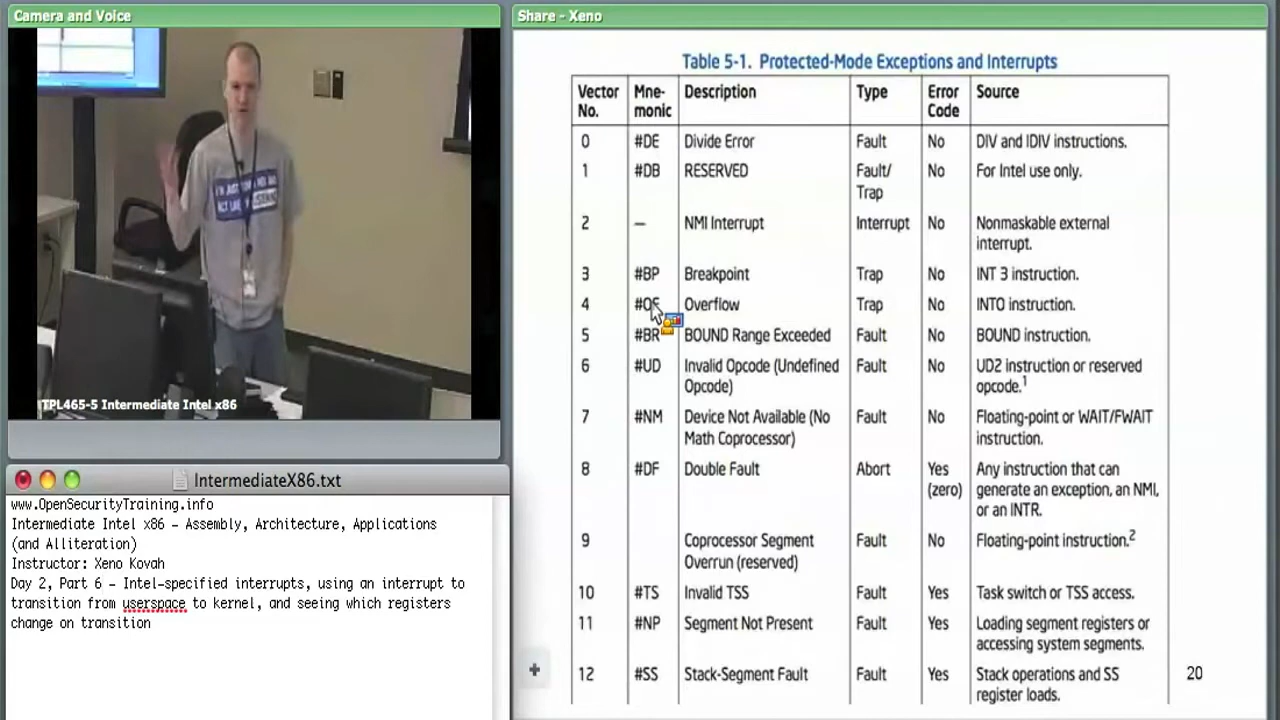 Camera and Voice
TPL465-5 Intermediate Intel x86
IntermediateX86.txt
www.OpenSecurityTraining.info
Intermediate Intel x86 – Assembly, Architecture, Applications
(and Alliteration)
Instructor: Xeno Kovah
Day 2, Part 6 – Intel-specified interrupts, using an interrupt to
transition from userspace to kernel, and seeing which registers
change on transition
Share - Xeno
Table 5-1. Protected-Mode Exceptions and Interrupts
Vector No. Mne-monic Description Type Error Code Source
0 #DE Divide Error Fault No DIV and IDIV instructions.
1 #DB RESERVED Fault/ No For Intel use only.
Trap
2 — NMI Interrupt Interrupt No Nonmaskable external
interrupt.
3 #BP Breakpoint Trap No INT 3 instruction.
4 #OF Overflow Trap No INTO instruction.
5 #BR BOUND Range Exceeded Fault No BOUND instruction.
6 #UD Invalid Opcode (Undefined Fault No UD2 instruction or reserved
Opcode) opcode.1
7 #NM Device Not Available (No Fault No Floating-point or WAIT/FWAIT
Math Coprocessor) instruction.
8 #DF Double Fault Abort Yes Any instruction that can
(zero) generate an exception, an NMI,
or an INTR.
9 Coprocessor Segment Fault No Floating-point instruction.2
Overrun (reserved)
10 #TS Invalid TSS Fault Yes Task switch or TSS access.
11 #NP Segment Not Present Fault Yes Loading segment registers or
accessing system segments.
12 #SS Stack-Segment Fault Fault Yes Stack operations and SS
register loads.
20